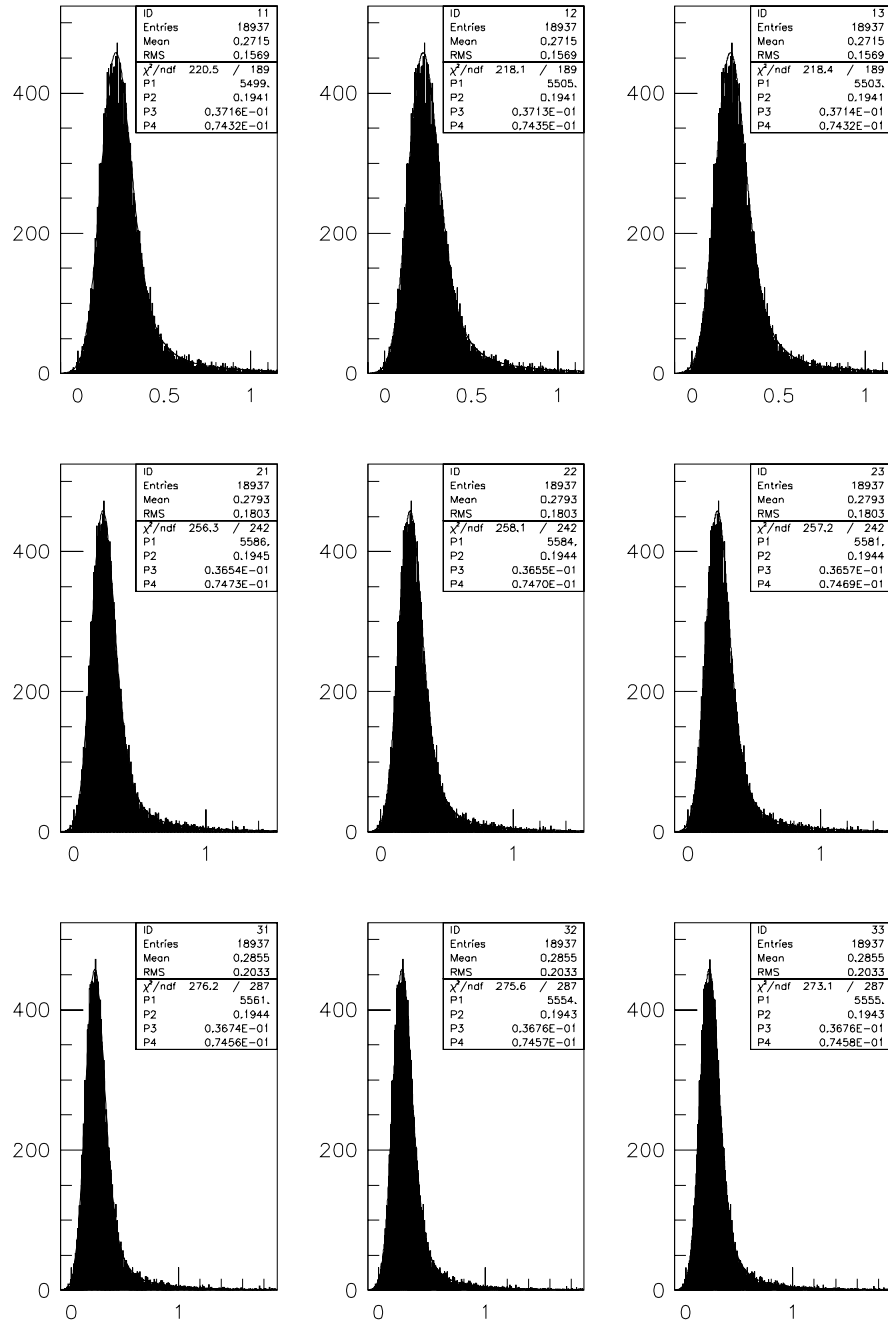 ID 11
Entries 18937
Mean 0.2715
RMS 0.1569
χ²/ndf 220.5 / 189
P1 5499.
P2 0.1941
P3 0.3716E-01
P4 0.7432E-01
400
200
0
0 0.5 1
ID 12
Entries 18937
Mean 0.2715
RMS 0.1569
χ²/ndf 218.1 / 189
P1 5505.
P2 0.1941
P3 0.3713E-01
P4 0.7435E-01
400
200
0
0 0.5 1
ID 13
Entries 18937
Mean 0.2715
RMS 0.1569
χ²/ndf 218.4 / 189
P1 5503.
P2 0.1941
P3 0.3714E-01
P4 0.7432E-01
400
200
0
0 0.5 1
ID 21
Entries 18937
Mean 0.2793
RMS 0.1803
χ²/ndf 256.3 / 242
P1 5586.
P2 0.1945
P3 0.3654E-01
P4 0.7473E-01
400
200
0
0 1
ID 22
Entries 18937
Mean 0.2793
RMS 0.1803
χ²/ndf 258.1 / 242
P1 5584.
P2 0.1944
P3 0.3655E-01
P4 0.7470E-01
400
200
0
0 1
ID 23
Entries 18937
Mean 0.2793
RMS 0.1803
χ²/ndf 257.2 / 242
P1 5581.
P2 0.1944
P3 0.3657E-01
P4 0.7469E-01
400
200
0
0 1
ID 31
Entries 18937
Mean 0.2855
RMS 0.2033
χ²/ndf 276.2 / 287
P1 5561.
P2 0.1944
P3 0.3674E-01
P4 0.7456E-01
400
200
0
0 1
ID 32
Entries 18937
Mean 0.2855
RMS 0.2033
χ²/ndf 275.6 / 287
P1 5554.
P2 0.1943
P3 0.3676E-01
P4 0.7457E-01
400
200
0
0 1
ID 33
Entries 18937
Mean 0.2855
RMS 0.2033
χ²/ndf 273.1 / 287
P1 5555.
P2 0.1943
P3 0.3676E-01
P4 0.7458E-01
400
200
0
0 1